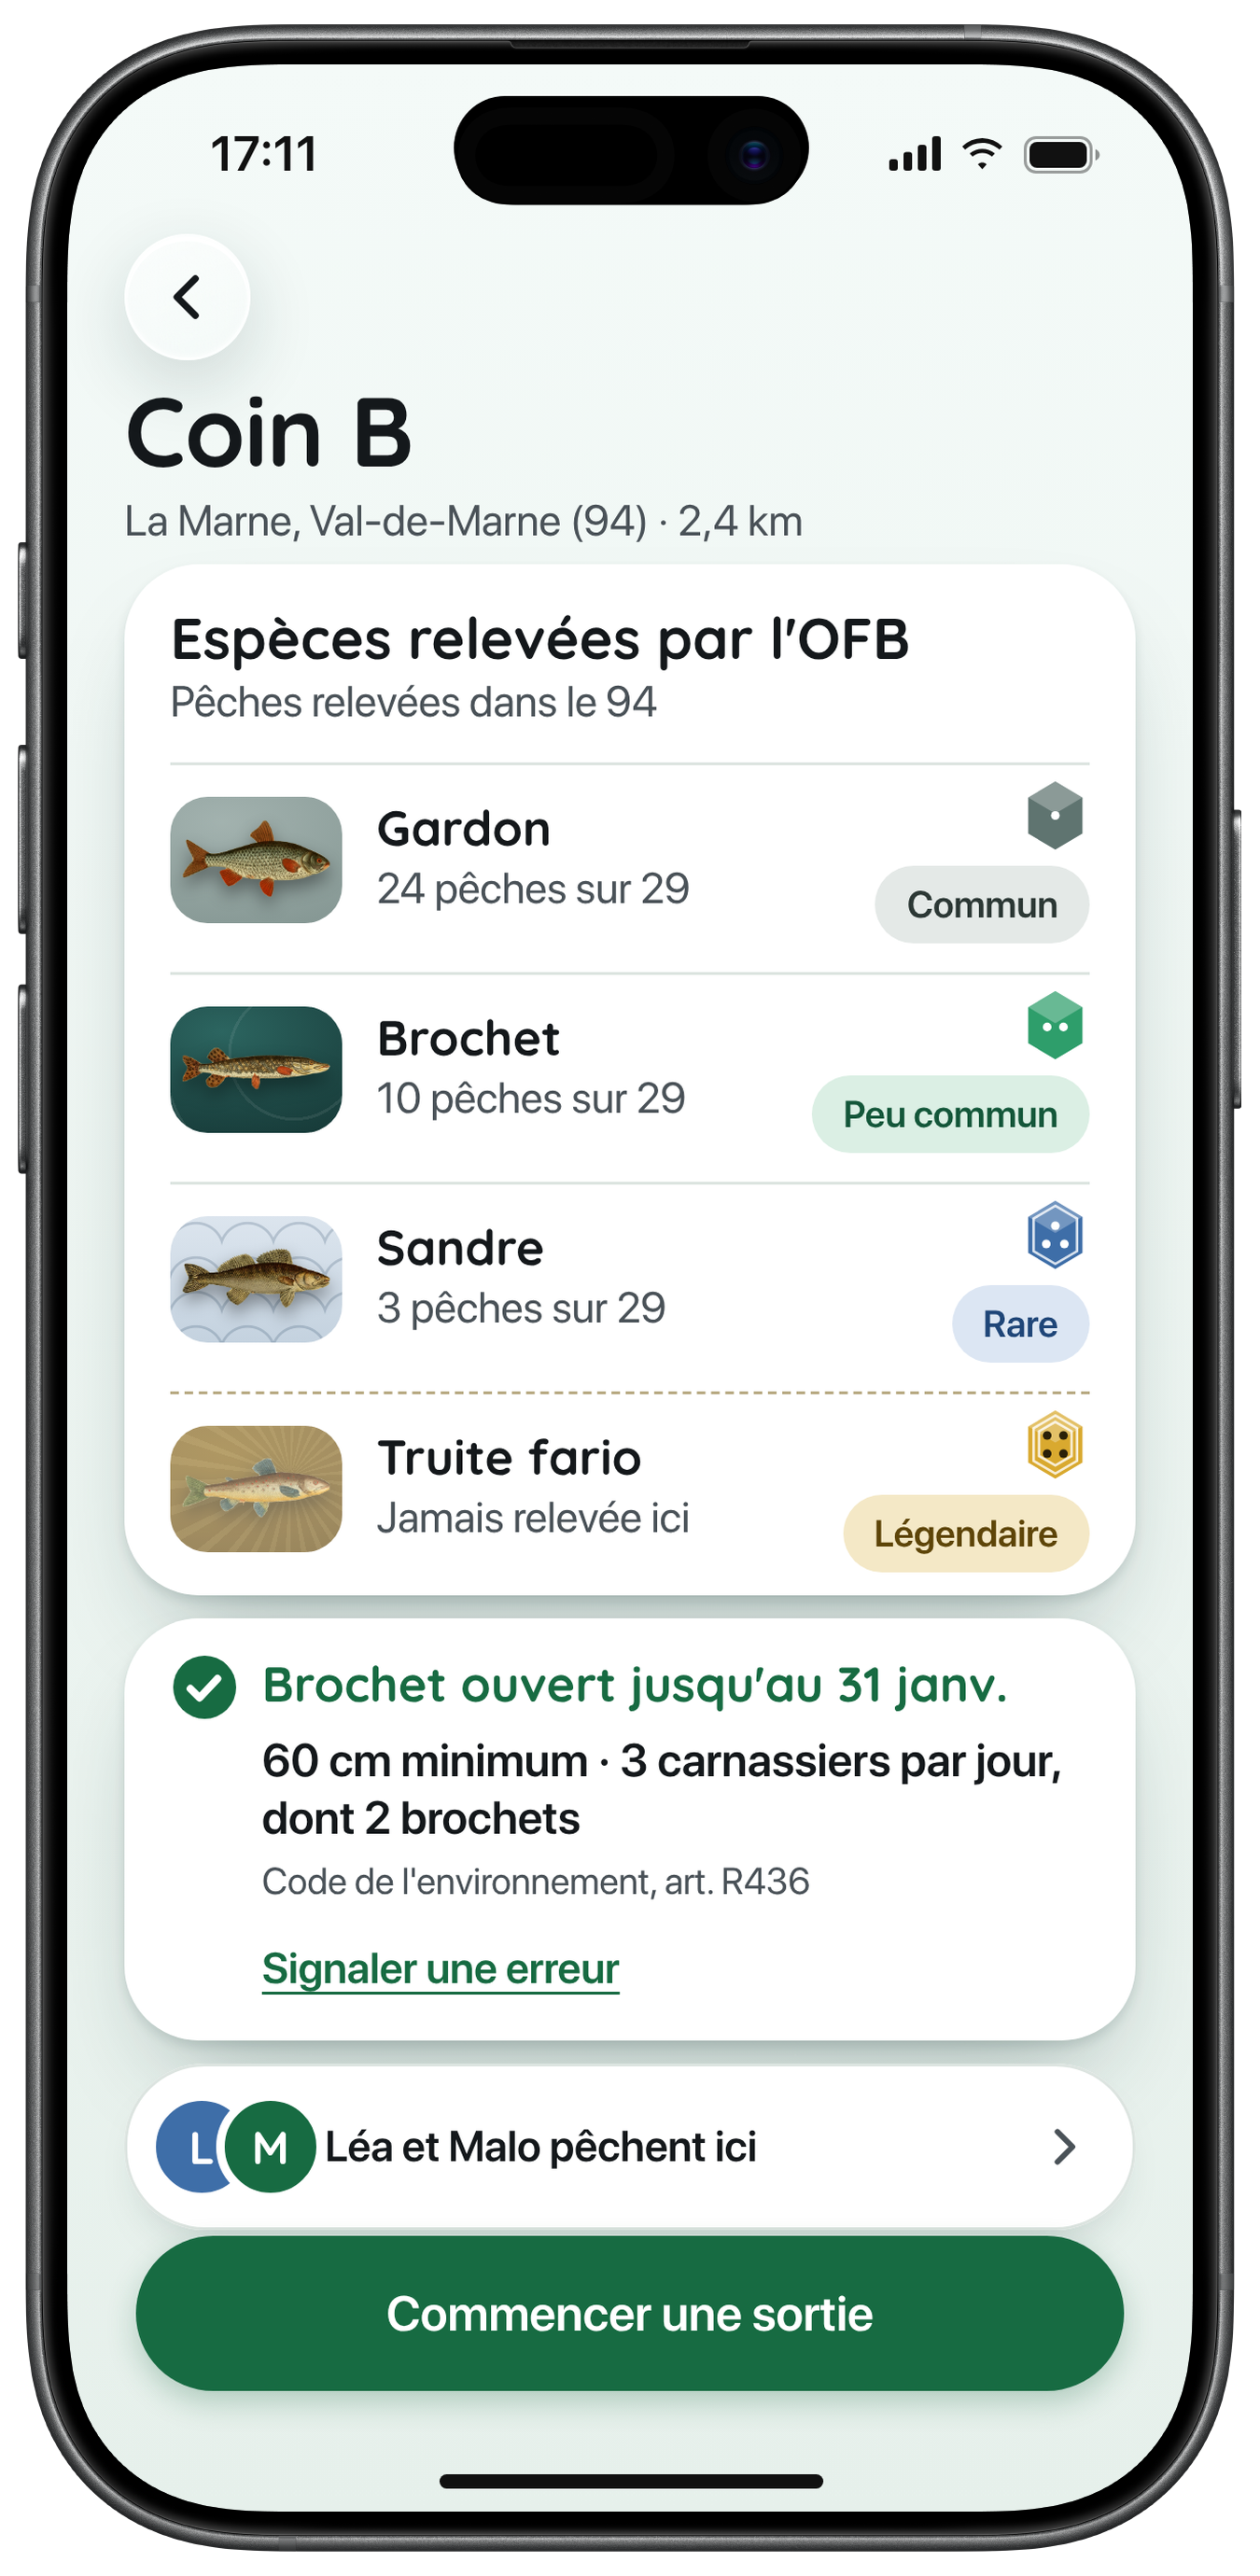 17:11
Coin B
La Marne, Val-de-Marne (94) · 2,4 km
Espèces relevées par l'OFB
Pêches relevées dans le 94
Gardon
24 pêches sur 29
Commun
Brochet
10 pêches sur 29
Peu commun
Sandre
3 pêches sur 29
Rare
Truite fario
Jamais relevée ici
Légendaire
Brochet ouvert jusqu'au 31 janv.
60 cm minimum · 3 carnassiers par jour,
dont 2 brochets
Code de l'environnement, art. R436
Signaler une erreur
L M Léa et Malo pêchent ici
Commencer une sortie